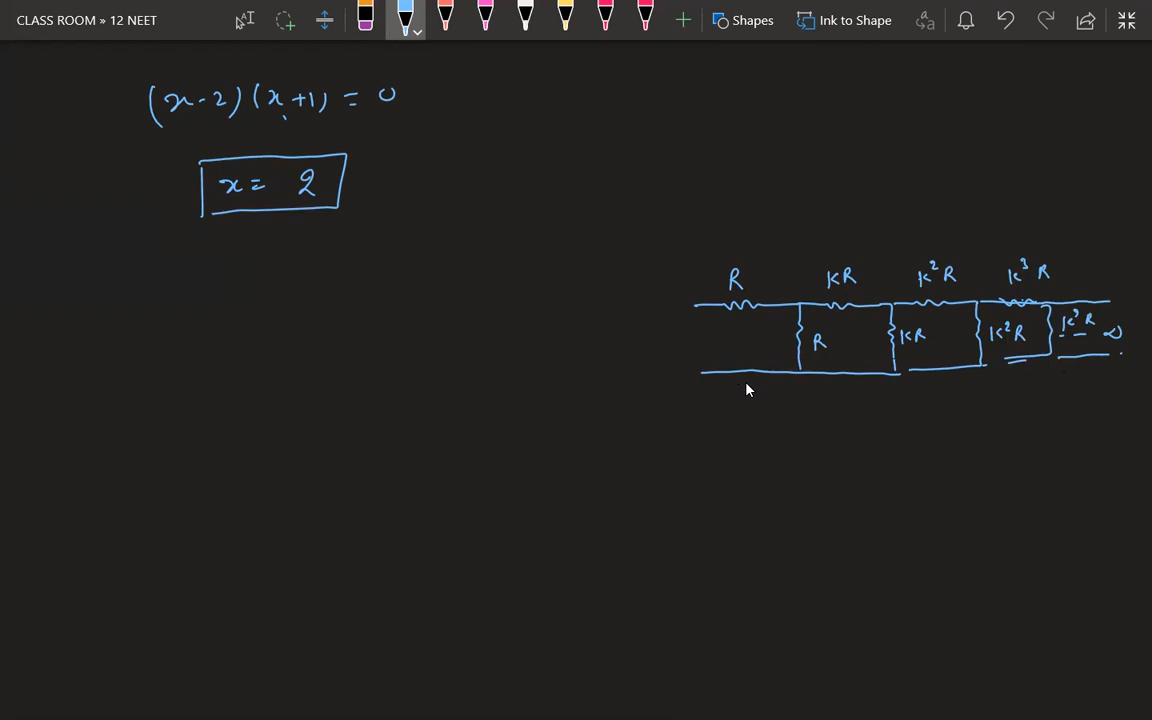 CLASS ROOM » 12 NEET
Shapes
Ink to Shape
(x-2)(x+1) = 0
x = 2
R KR K²R K³R
R KR K²R K³R -- ∞